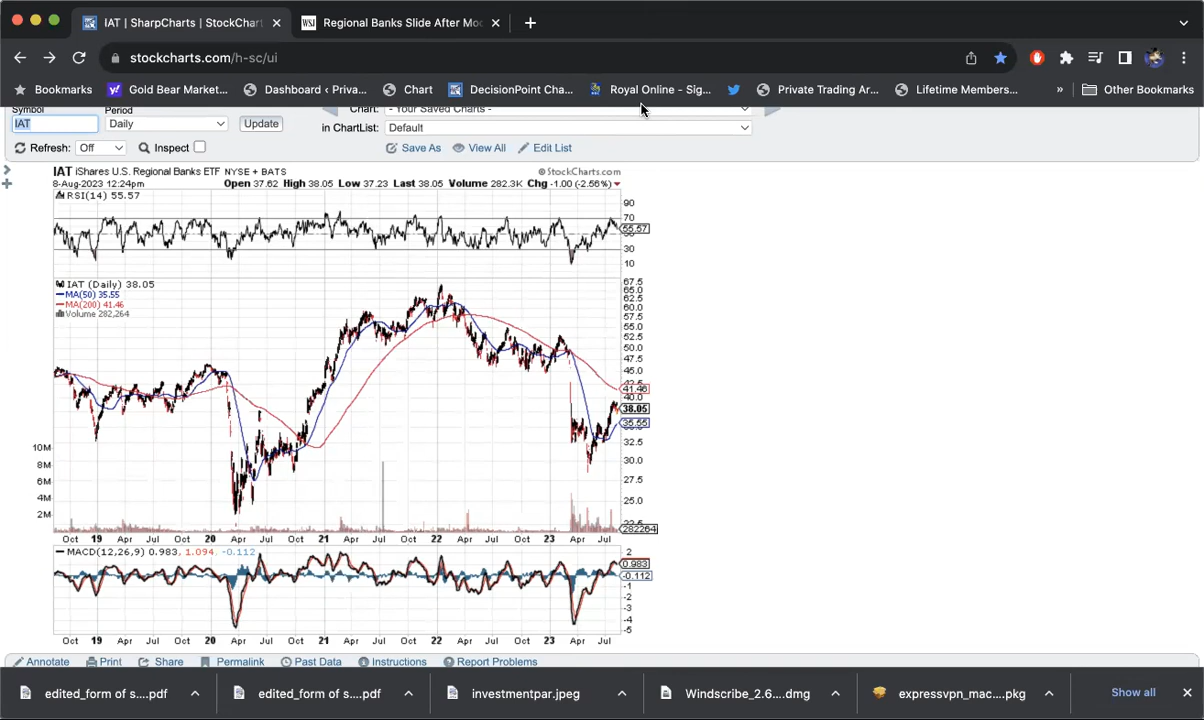 IAT | SharpCharts | StockChart
Regional Banks Slide After Moo
stockcharts.com/h-sc/ui
Bookmarks
Gold Bear Market...
Dashboard ‹ Priva...
Chart
DecisionPoint Cha...
Royal Online - Sig...
Private Trading Ar...
Lifetime Members...
»
Other Bookmarks
Symbol
Period
Chart:
- Your Saved Charts -
IAT
Daily
Update
in ChartList:
Default
Refresh:
Off
Inspect
Save As
View All
Edit List
IAT iShares U.S. Regional Banks ETF NYSE + BATS
© StockCharts.com
8-Aug-2023 12:24pm
Open 37.62 High 38.05 Low 37.23 Last 38.05 Volume 282.3K Chg -1.00 (-2.56%)
RSI(14) 55.57
90
70
55.57
30
10
IAT (Daily) 38.05
MA(50) 35.55
MA(200) 41.46
Volume 282,264
67.5
65.0
62.5
60.0
57.5
55.0
52.5
50.0
47.5
45.0
42.5
41.46
40.0
38.05
35.55
32.5
30.0
27.5
25.0
22.5
282264
10M
8M
6M
4M
2M
Oct 19 Apr Jul Oct 20 Apr Jul Oct 21 Apr Jul Oct 22 Apr Jul Oct 23 Apr Jul
MACD(12,26,9) 0.983, 1.094, -0.112
2
0.983
-0.112
-1
-2
-3
-4
-5
Oct 19 Apr Jul Oct 20 Apr Jul Oct 21 Apr Jul Oct 22 Apr Jul Oct 23 Apr Jul
Annotate
Print
Share
Permalink
Past Data
Instructions
Report Problems
edited_form of s....pdf
edited_form of s....pdf
investmentpar.jpeg
Windscribe_2.6....dmg
expressvpn_mac....pkg
Show all